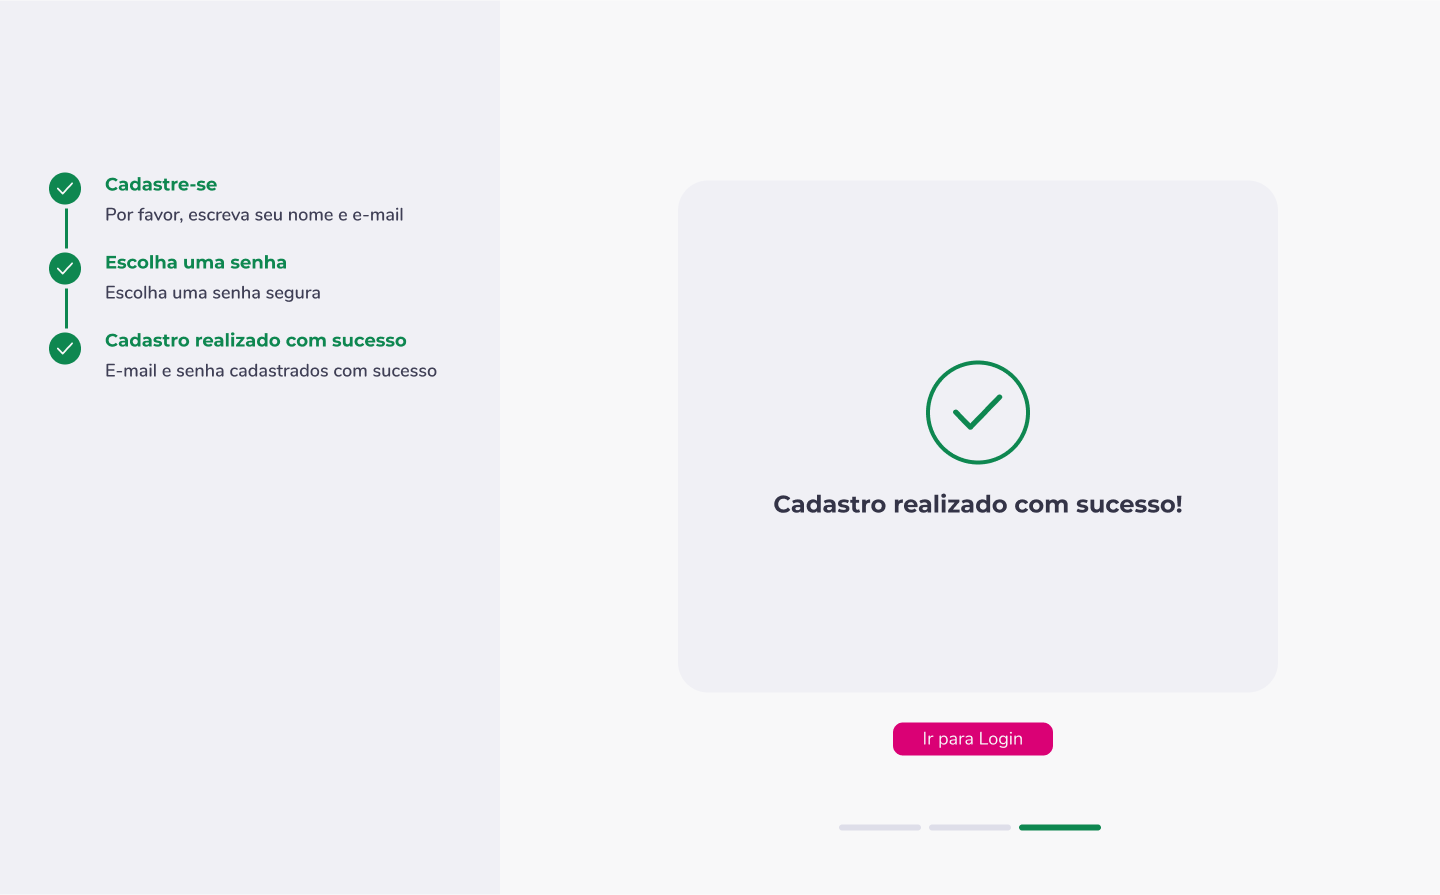 Cadastre-se
Por favor, escreva seu nome e e-mail
Escolha uma senha
Escolha uma senha segura
Cadastro realizado com sucesso
E-mail e senha cadastrados com sucesso
Cadastro realizado com sucesso!
Ir para Login